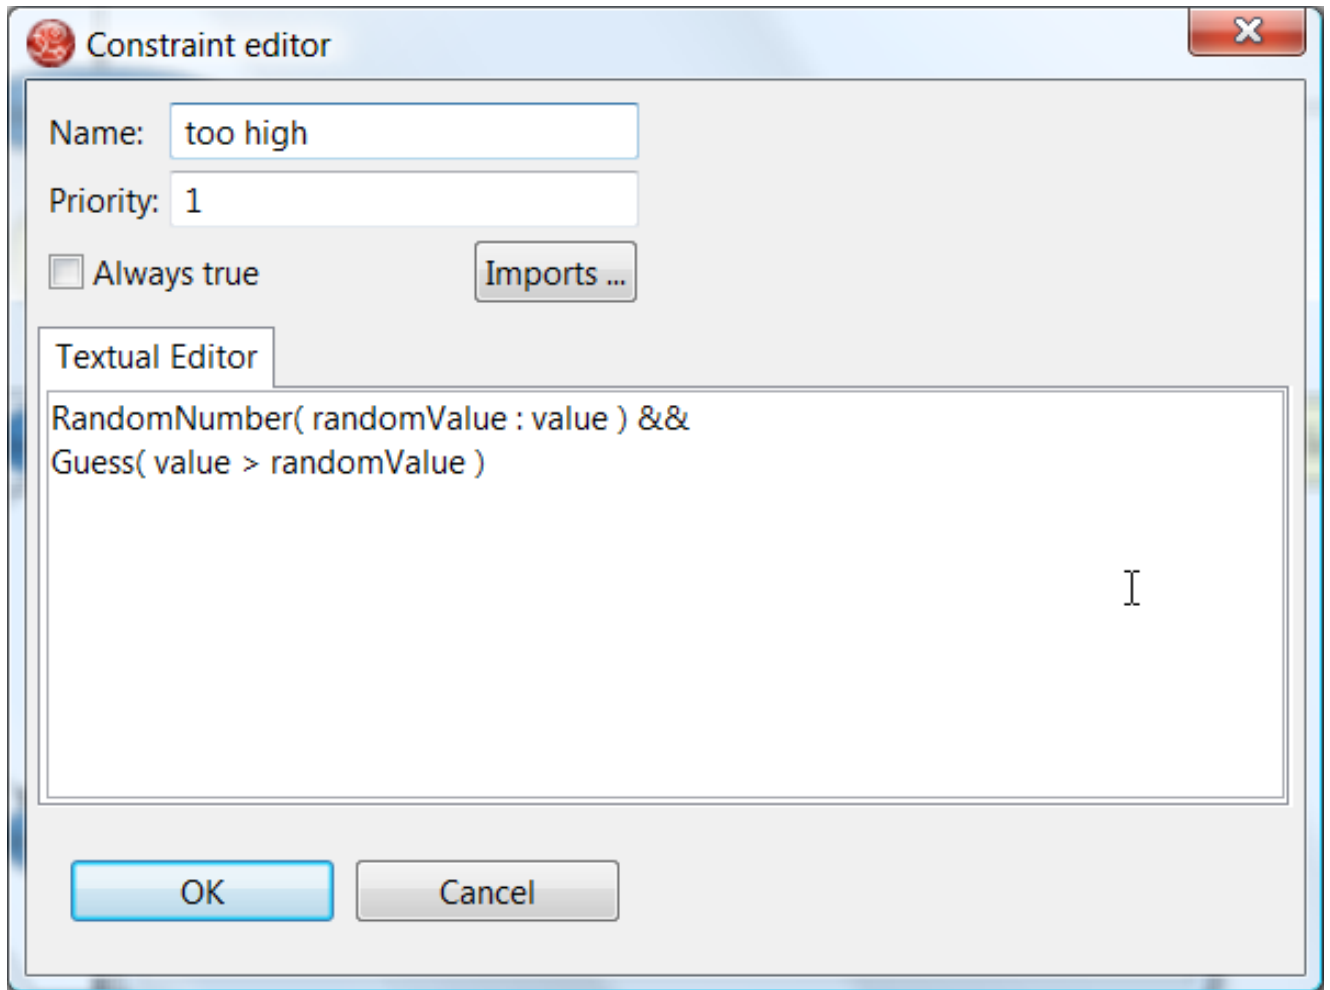 Constraint editor
Name: too high
Priority: 1
Always true Imports ...
Textual Editor
RandomNumber( randomValue : value ) &&
Guess( value > randomValue )
OK Cancel